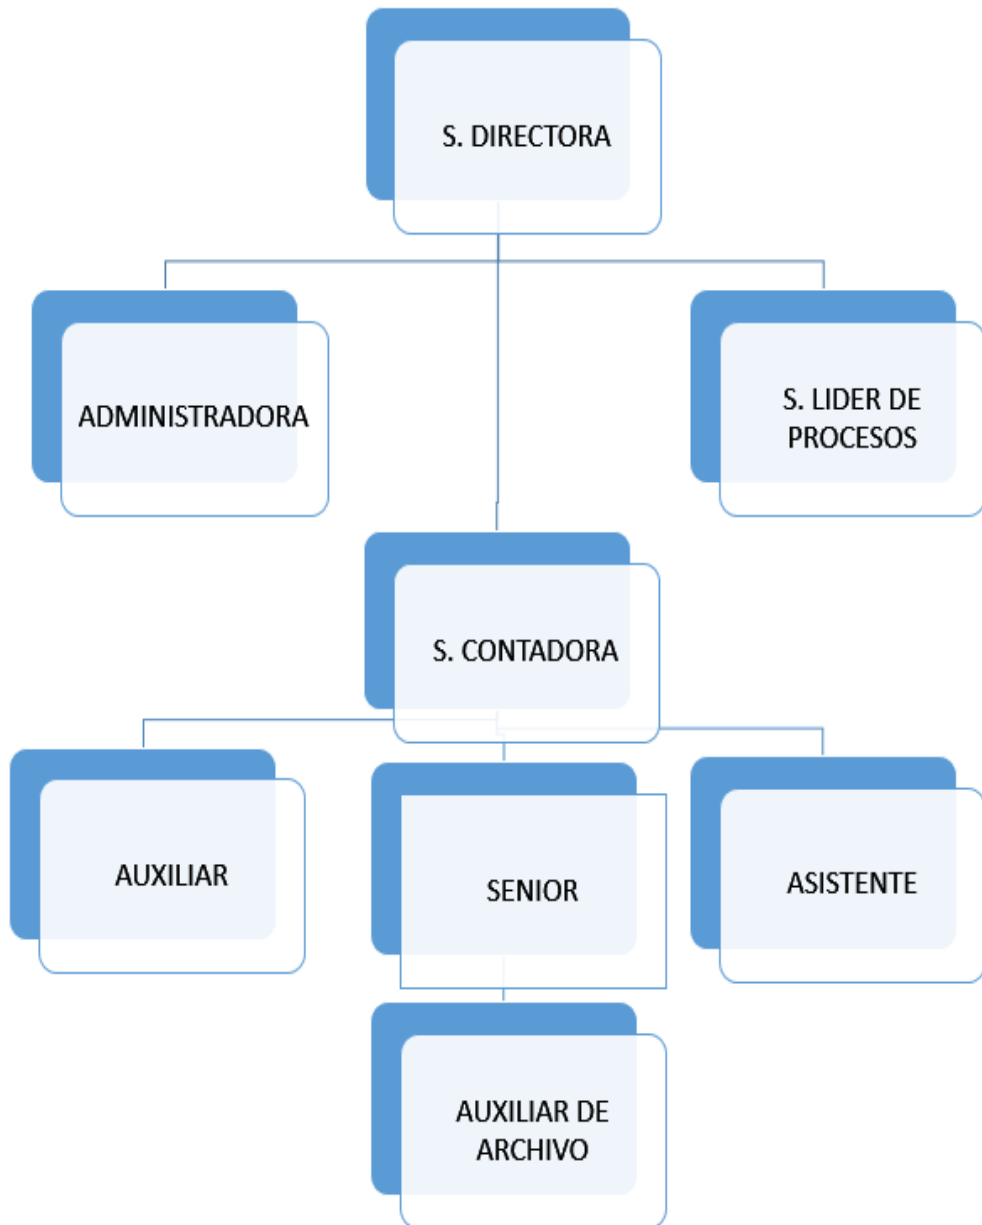 S. DIRECTORA
ADMINISTRADORA
S. LIDER DE
PROCESOS
S. CONTADORA
AUXILIAR
SENIOR
ASISTENTE
AUXILIAR DE
ARCHIVO